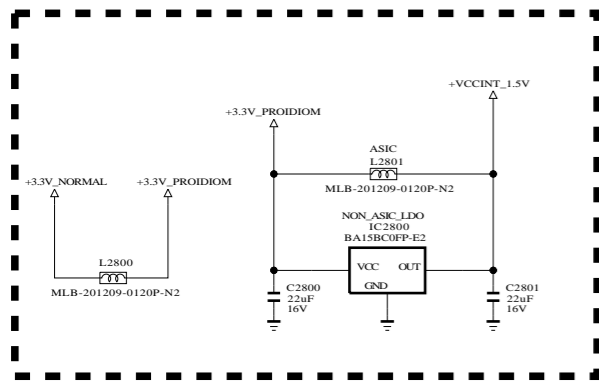 +VCCINT_1.5V
+3.3V_PROIDIOM
ASIC
L2801
MLB-201209-0120P-N2
+3.3V_NORMAL
+3.3V_PROIDIOM
NON_ASIC_LDO
IC2800
BA15BC0FP-E2
L2800
MLB-201209-0120P-N2
VCC
OUT
GND
C2800
22uF
16V
C2801
22uF
16V